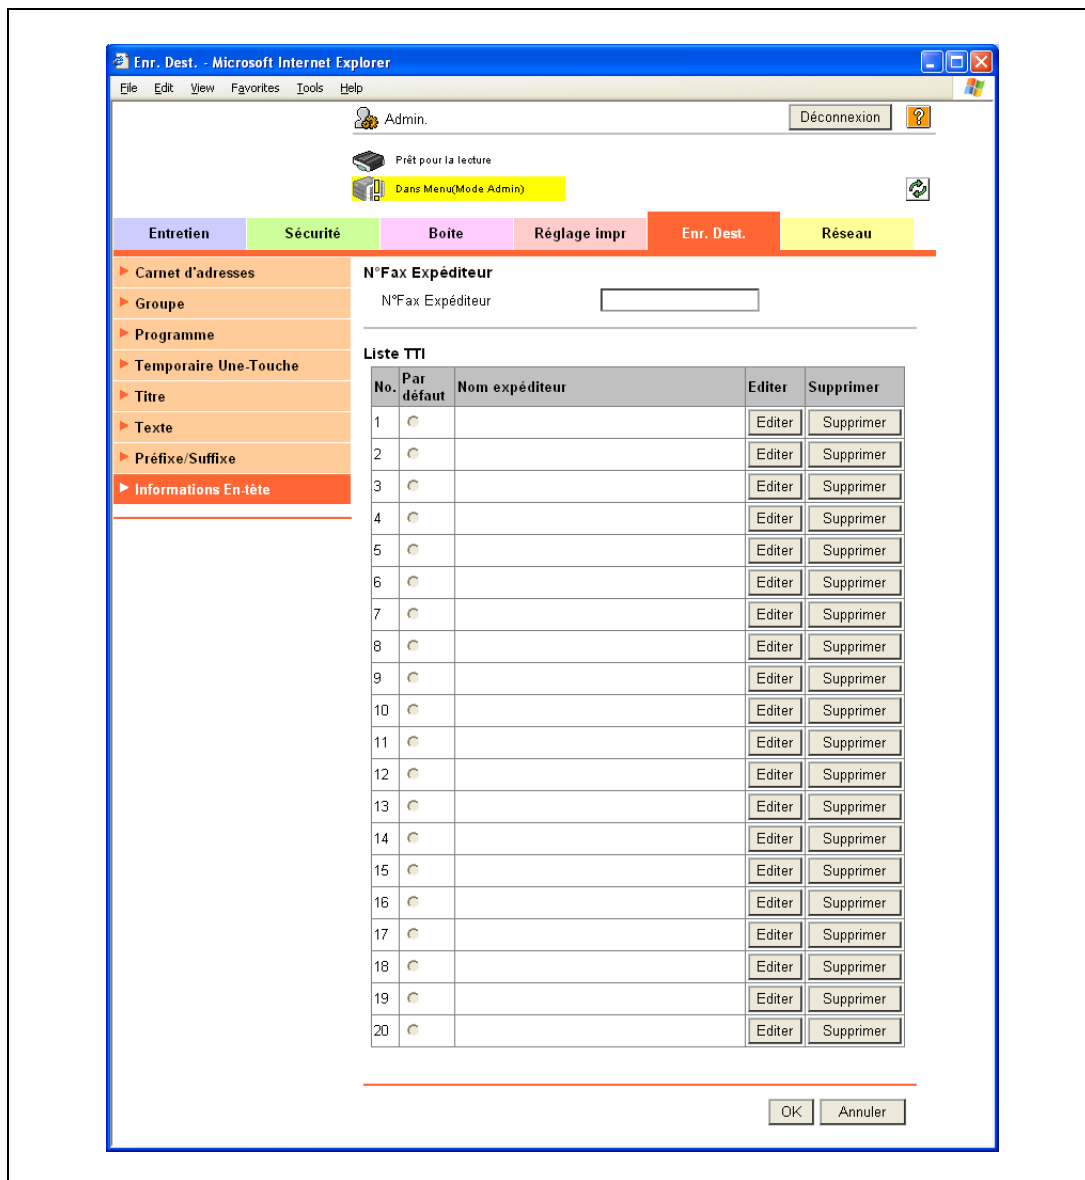 Enr. Dest. - Microsoft Internet Explorer
File Edit View Favorites Tools Help
Admin. Déconnexion ?
Prêt pour la lecture
Dans Menu(Mode Admin)
Entretien Sécurité Boite Réglage impr Enr. Dest. Réseau
Carnet d'adresses
Groupe
Programme
Temporaire Une-Touche
Titre
Texte
Préfixe/Suffixe
Informations En-tète
N°Fax Expéditeur
N°Fax Expéditeur
Liste TTI
No. Par défaut Nom expéditeur Editer Supprimer
1 Editer Supprimer
2 Editer Supprimer
3 Editer Supprimer
4 Editer Supprimer
5 Editer Supprimer
6 Editer Supprimer
7 Editer Supprimer
8 Editer Supprimer
9 Editer Supprimer
10 Editer Supprimer
11 Editer Supprimer
12 Editer Supprimer
13 Editer Supprimer
14 Editer Supprimer
15 Editer Supprimer
16 Editer Supprimer
17 Editer Supprimer
18 Editer Supprimer
19 Editer Supprimer
20 Editer Supprimer
OK Annuler